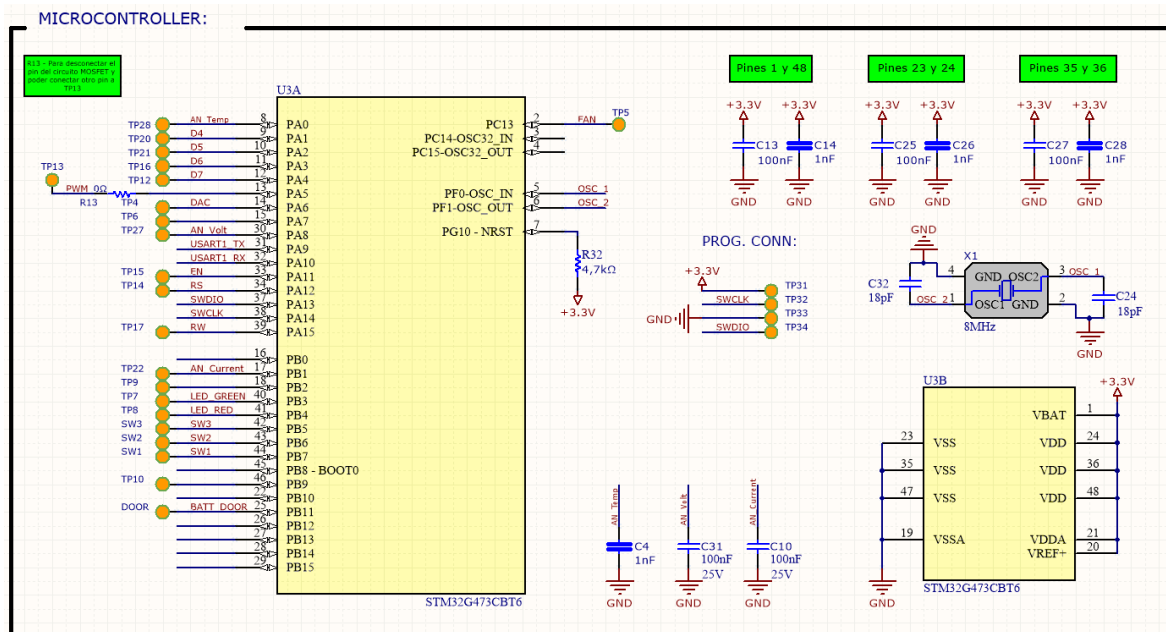 MICROCONTROLLER:
R13 - Para desconectar el
pin del circuito MOSFET y
poder conectar otro pin a
TP13
U3A
TP28 AN_Temp 8 PA0
TP20 D4 9 PA1
TP21 D5 10 PA2
TP16 D6 11 PA3
TP12 D7 12 PA4
TP13
PWM 0Ω 13 PA5
R13
TP4 DAC 14 PA6
TP6 15 PA7
TP27 AN_Volt 30 PA8
USART1_TX 31 PA9
USART1_RX 32 PA10
TP15 EN 33 PA11
TP14 RS 34 PA12
SWDIO 37 PA13
SWCLK 38 PA14
TP17 RW 39 PA15
16 PB0
TP22 AN_Current 17 PB1
TP9 18 PB2
TP7 LED_GREEN 40 PB3
TP8 LED_RED 41 PB4
SW3 SW3 42 PB5
SW2 SW2 43 PB6
SW1 SW1 44 PB7
45 PB8 - BOOT0
TP10 46 PB9
22 PB10
DOOR BATT_DOOR 25 PB11
26 PB12
27 PB13
28 PB14
29 PB15
PC13 2 FAN TP5
PC14-OSC32_IN 3
PC15-OSC32_OUT 4
PF0-OSC_IN 5 OSC_1
PF1-OSC_OUT 6 OSC_2
PG10 - NRST 7
R32
4,7kΩ
+3.3V
STM32G473CBT6
Pines 1 y 48
+3.3V +3.3V
C13 C14
100nF 1nF
GND GND
Pines 23 y 24
+3.3V +3.3V
C25 C26
100nF 1nF
GND GND
Pines 35 y 36
+3.3V +3.3V
C27 C28
100nF 1nF
GND GND
PROG. CONN:
+3.3V TP31
SWCLK TP32
GND TP33
SWDIO TP34
GND
X1
C32
18pF
4 GND OSC2 3 OSC_1
OSC_2 1 OSC1 GND 2
8MHz
C24
18pF
GND
AN_Temp
C4
1nF
GND
AN_Volt
C31
100nF
25V
GND
AN_Current
C10
100nF
25V
GND
U3B
+3.3V
VBAT 1
23 VSS VDD 24
35 VSS VDD 36
47 VSS VDD 48
19 VSSA VDDA 21
VREF+ 20
STM32G473CBT6
GND